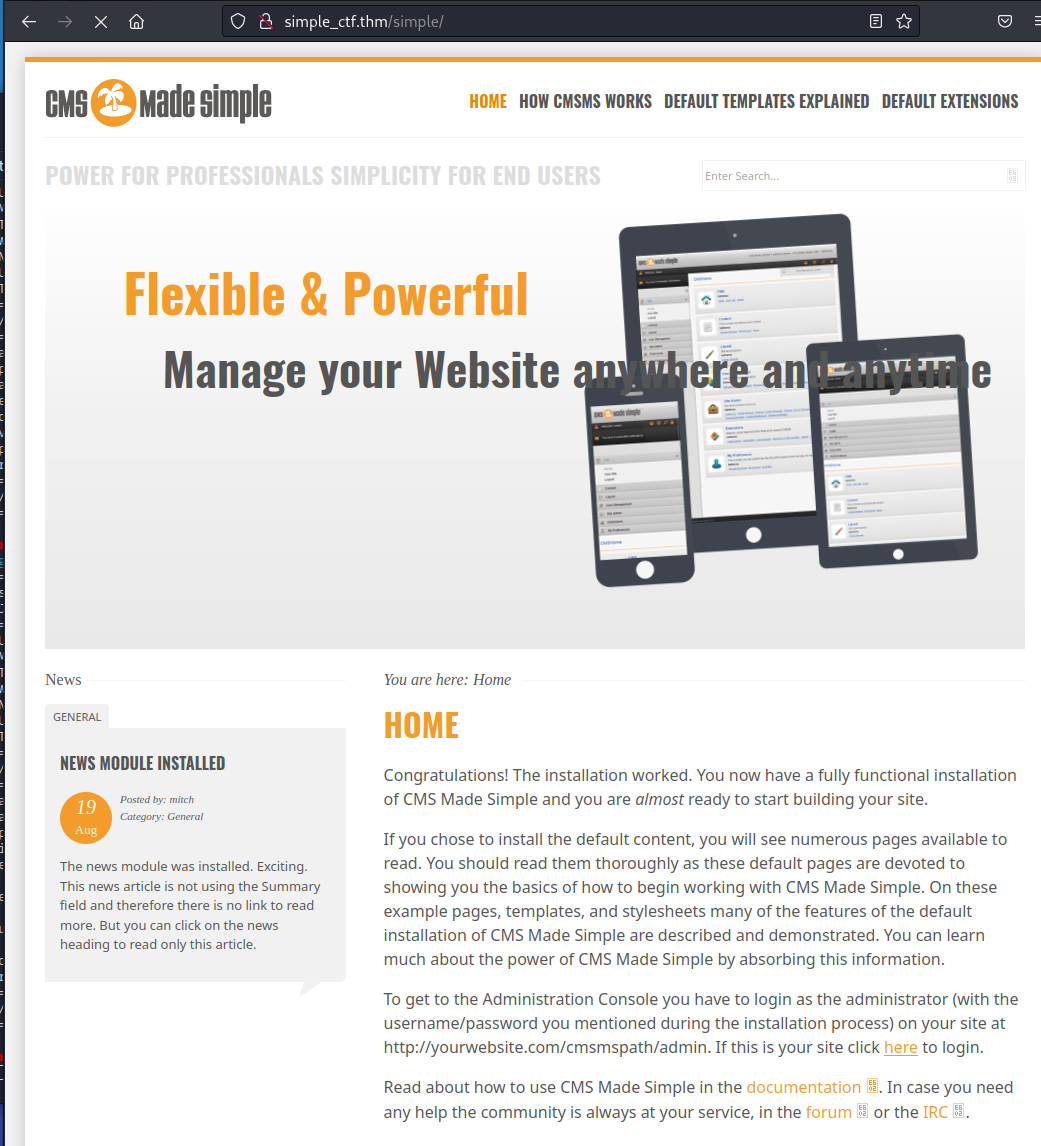 simple_ctf.thm/simple/
CMS made simple
HOME HOW CMSMS WORKS DEFAULT TEMPLATES EXPLAINED DEFAULT EXTENSIONS
POWER FOR PROFESSIONALS SIMPLICITY FOR END USERS
Enter Search...
Flexible & Powerful
Manage your Website anywhere and anytime
News
GENERAL
NEWS MODULE INSTALLED
19
Aug
Posted by: mitch
Category: General
The news module was installed. Exciting.
This news article is not using the Summary
field and therefore there is no link to read
more. But you can click on the news
heading to read only this article.
You are here: Home
HOME
Congratulations! The installation worked. You now have a fully functional installation
of CMS Made Simple and you are almost ready to start building your site.
If you chose to install the default content, you will see numerous pages available to
read. You should read them thoroughly as these default pages are devoted to
showing you the basics of how to begin working with CMS Made Simple. On these
example pages, templates, and stylesheets many of the features of the default
installation of CMS Made Simple are described and demonstrated. You can learn
much about the power of CMS Made Simple by absorbing this information.
To get to the Administration Console you have to login as the administrator (with the
username/password you mentioned during the installation process) on your site at
http://yourwebsite.com/cmsmspath/admin. If this is your site click here to login.
Read about how to use CMS Made Simple in the documentation. In case you need
any help the community is always at your service, in the forum or the IRC.